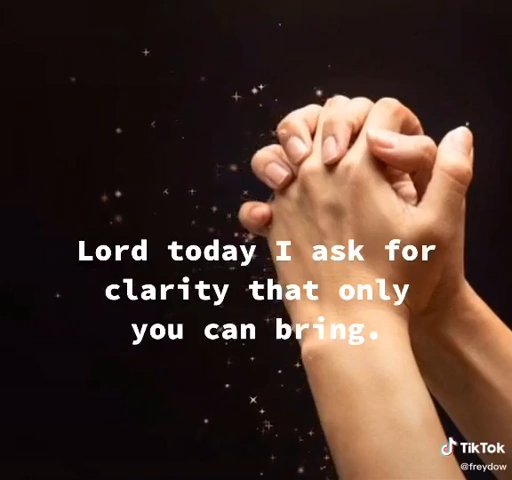 Lord today I ask for
clarity that only
you can bring.
TikTok
@freydow